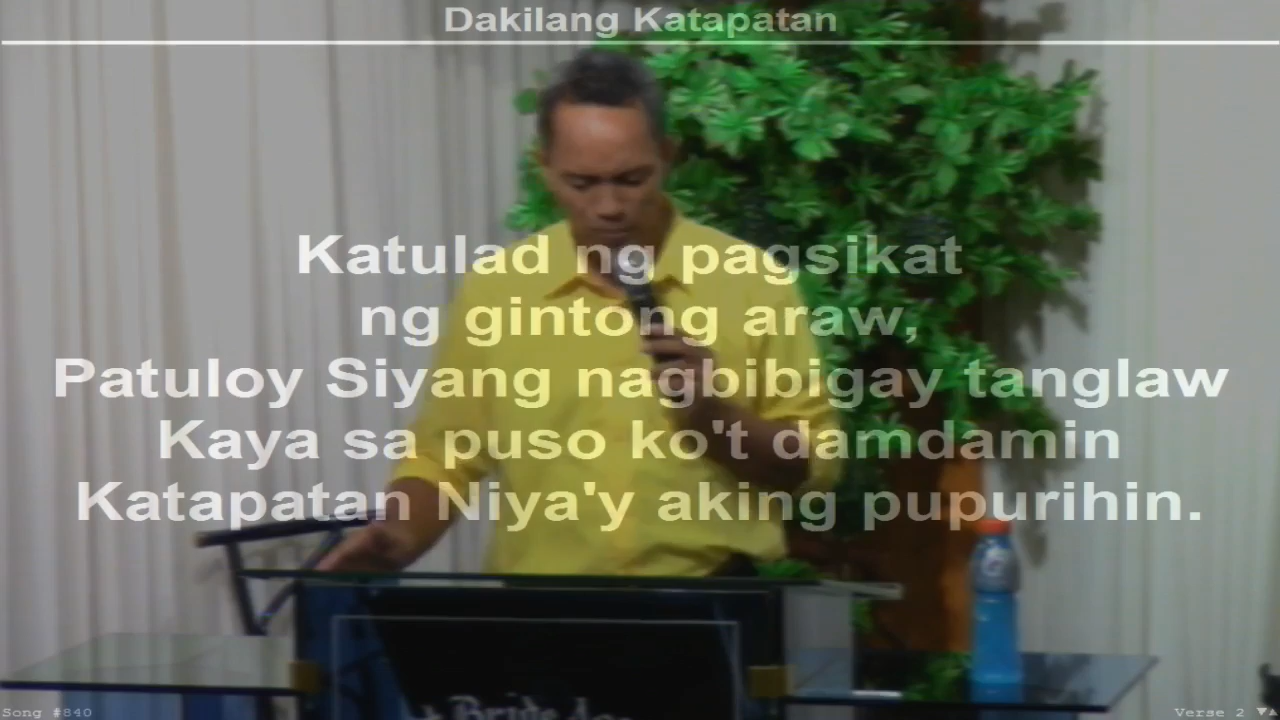 Dakilang Katapatan
Katulad ng pagsikat
ng gintong araw,
Patuloy Siyang nagbibigay tanglaw
Kaya sa puso ko't damdamin
Katapatan Niya'y aking pupurihin.
Bride
Song #840
Verse 2